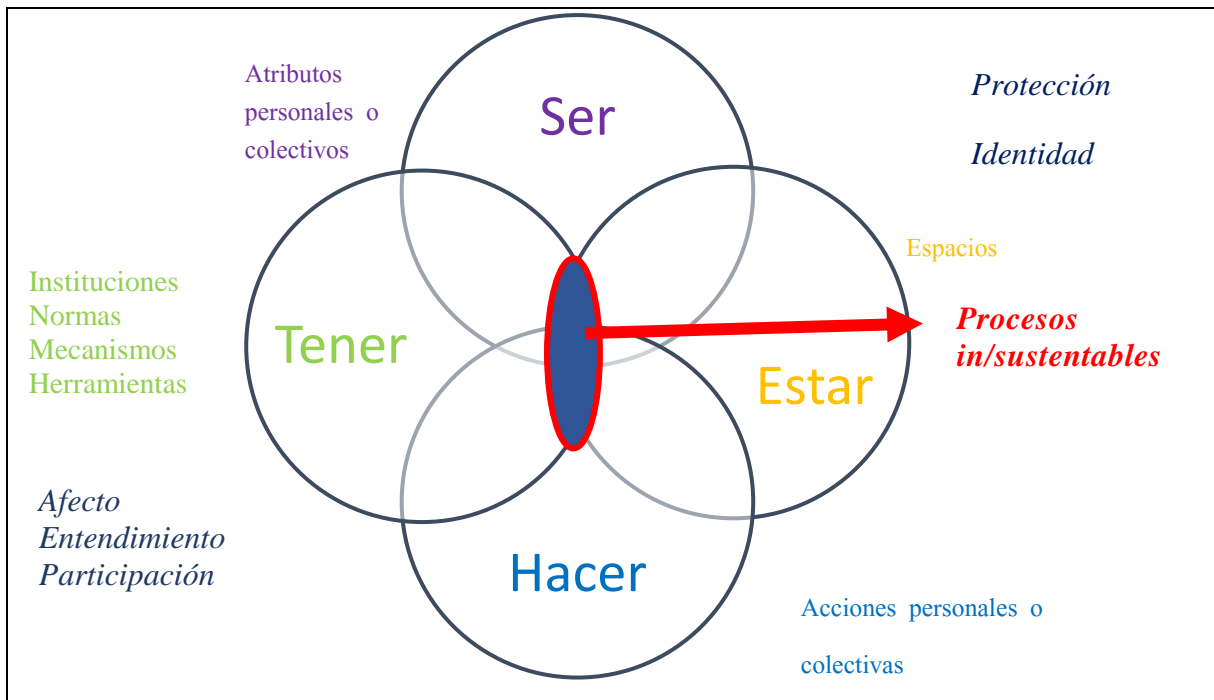 Atributos
personales o
colectivos
Ser
Protección
Identidad
Espacios
Instituciones
Normas
Mecanismos
Herramientas
Tener
Procesos
in/sustentables
Estar
Afecto
Entendimiento
Participación
Hacer
Acciones personales o
colectivas